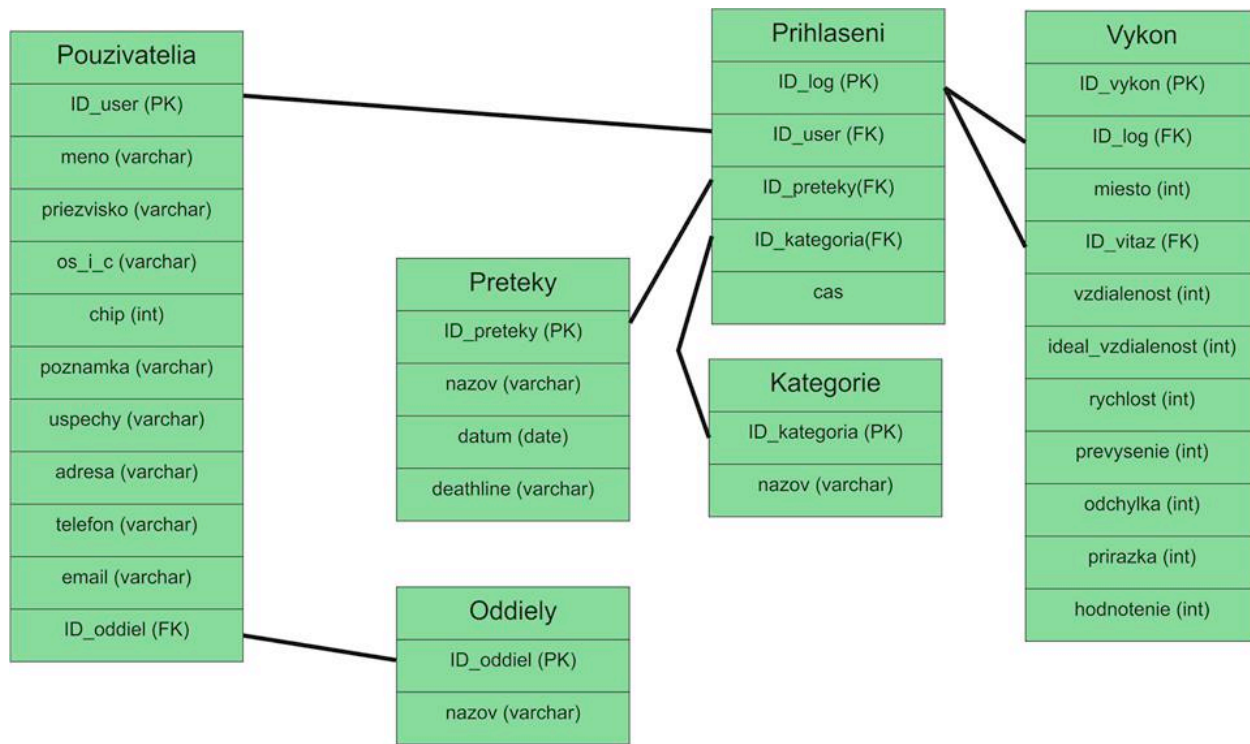 Pouzivatelia
ID_user (PK)
meno (varchar)
priezvisko (varchar)
os_i_c (varchar)
chip (int)
poznamka (varchar)
uspechy (varchar)
adresa (varchar)
telefon (varchar)
email (varchar)
ID_oddiel (FK)
Preteky
ID_preteky (PK)
nazov (varchar)
datum (date)
deathline (varchar)
Oddiely
ID_oddiel (PK)
nazov (varchar)
Prihlaseni
ID_log (PK)
ID_user (FK)
ID_preteky(FK)
ID_kategoria(FK)
cas
Kategorie
ID_kategoria (PK)
nazov (varchar)
Vykon
ID_vykon (PK)
ID_log (FK)
miesto (int)
ID_vitaz (FK)
vzdialenost (int)
ideal_vzdialenost (int)
rychlost (int)
prevysenie (int)
odchylka (int)
prirazka (int)
hodnotenie (int)